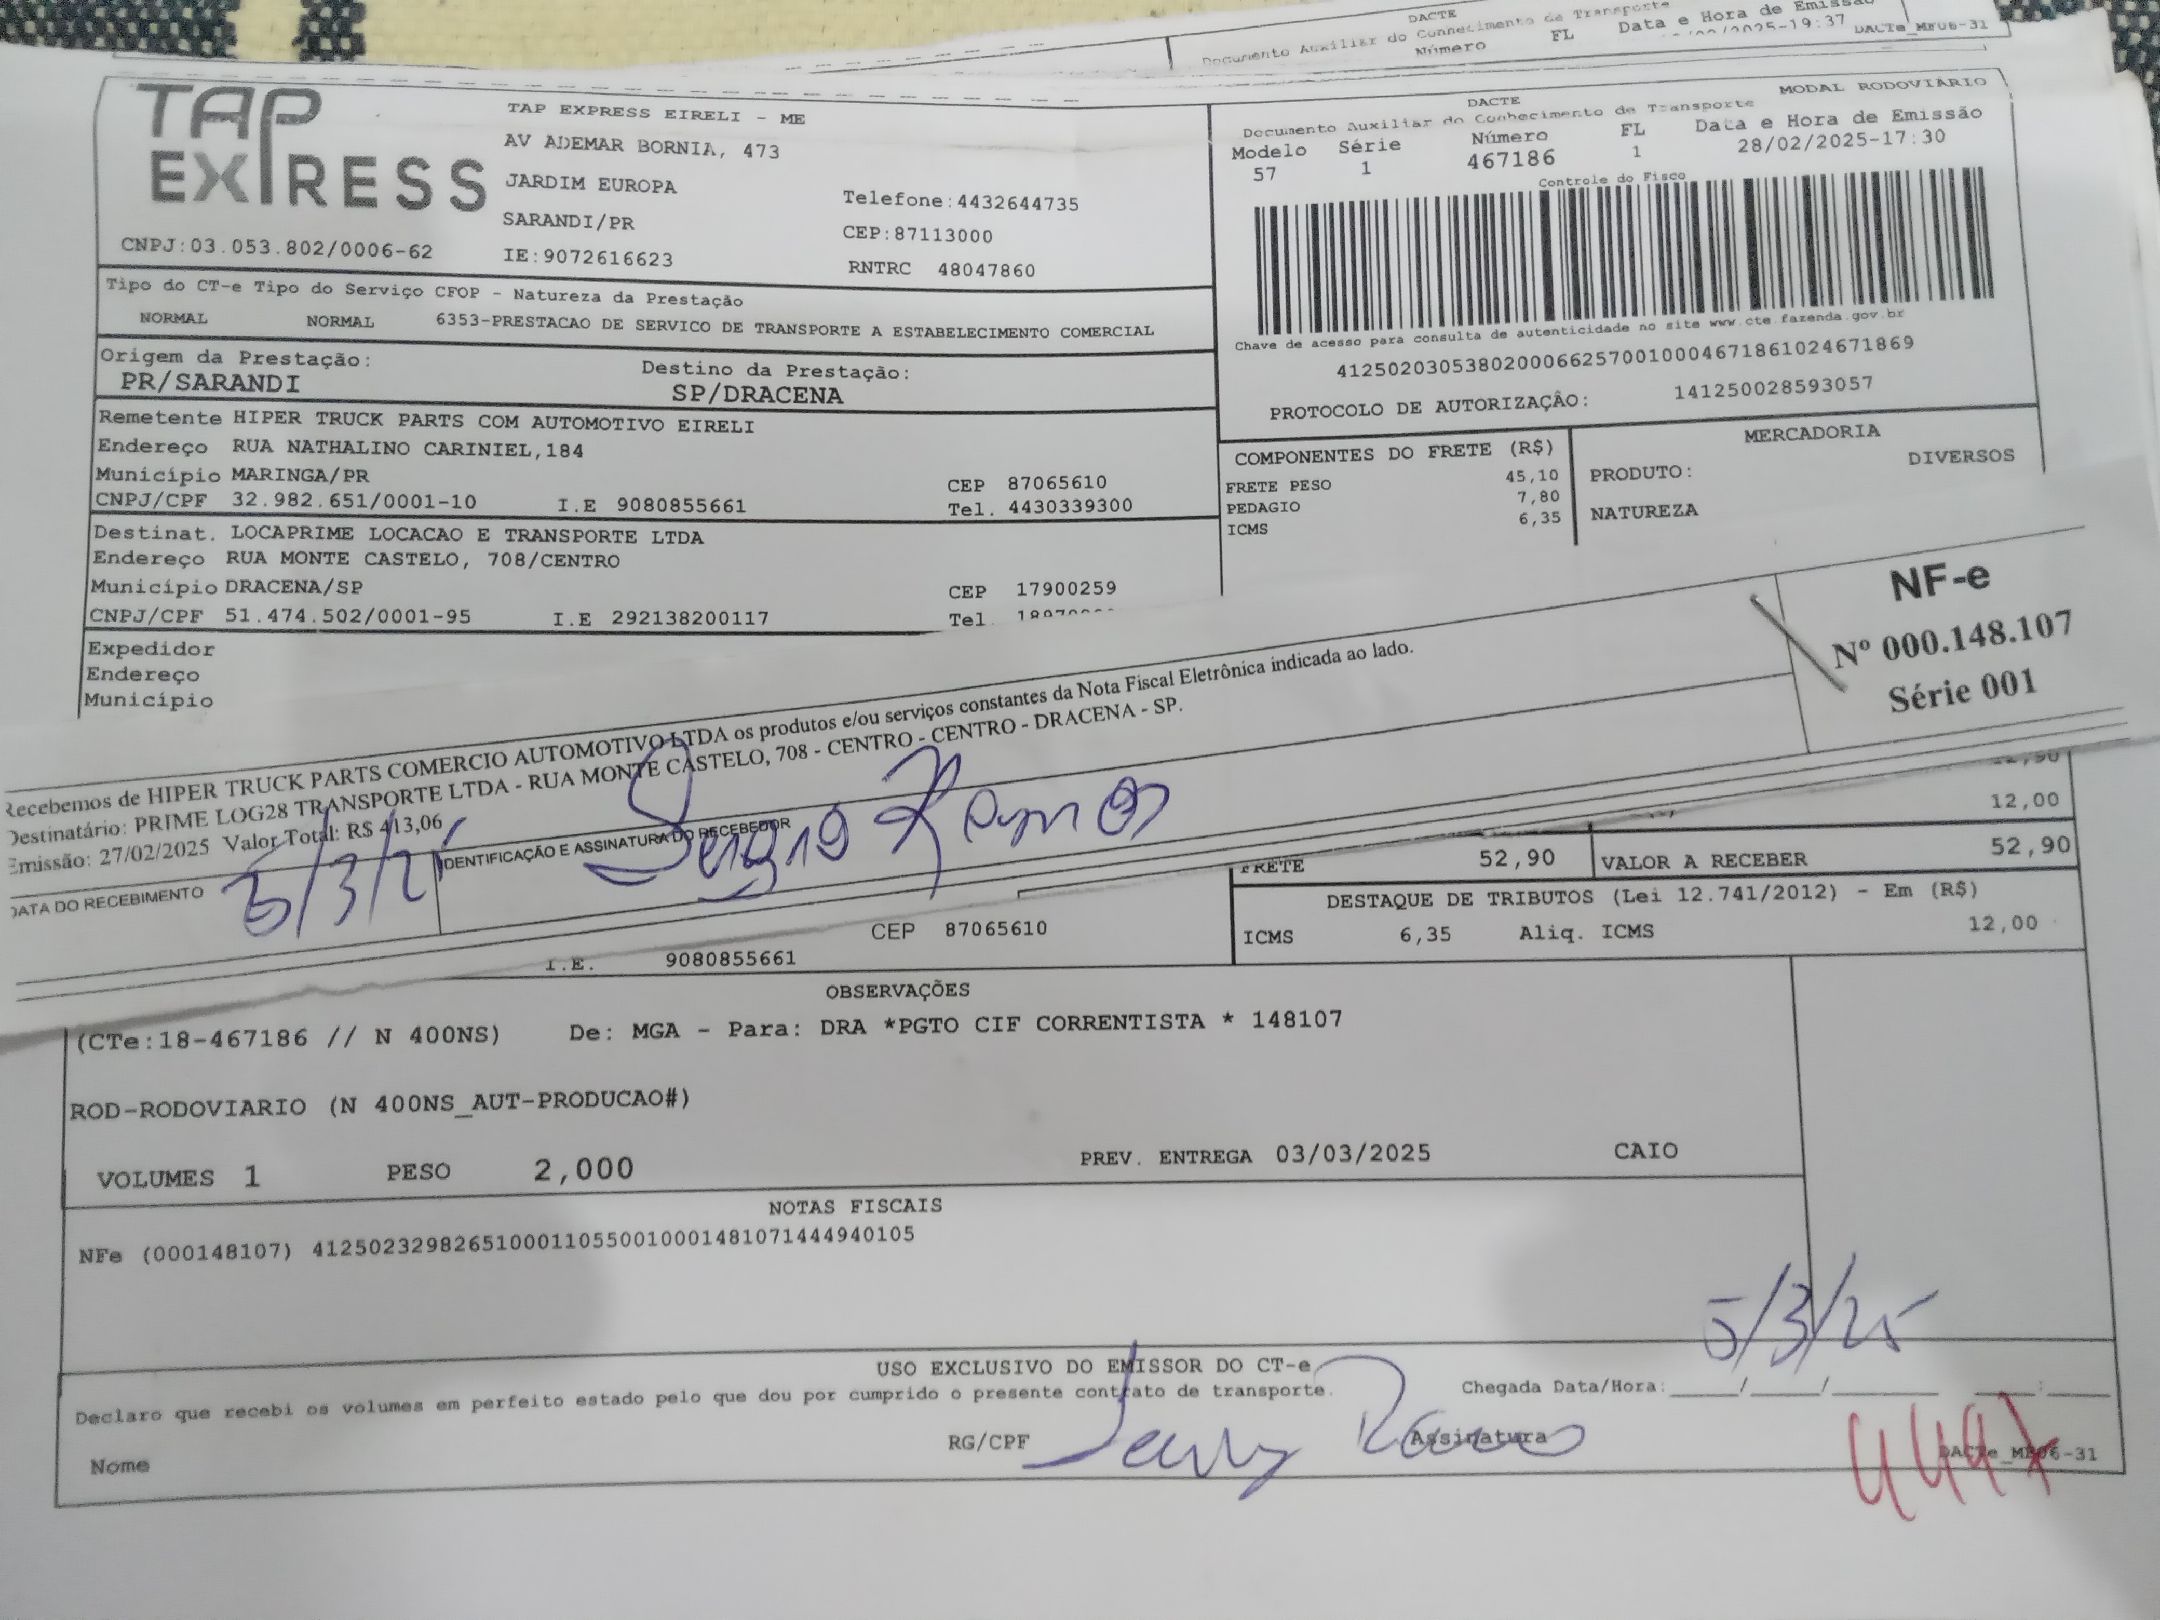 DACTE
Documento Auxiliar do Conhecimento de Transporte
Número FL Data e Hora de Emissão
DACTe_MF06-31
TAP EXPRESS
TAP EXPRESS EIRELI - ME
AV ADEMAR BORNIA, 473
JARDIM EUROPA
SARANDI/PR
Telefone:4432644735
CEP:87113000
CNPJ:03.053.802/0006-62 IE:9072616623 RNTRC 48047860
MODAL RODOVIÁRIO
DACTE
Documento Auxiliar do Conhecimento de Transporte
Modelo Série Número FL Data e Hora de Emissão
57 1 467186 1 28/02/2025-17:30
Controle do Fisco
Chave de acesso para consulta de autenticidade no site www.cte.fazenda.gov.br
41250203053802000662570010004671861024671869
PROTOCOLO DE AUTORIZAÇÃO: 141250028593057
Tipo do CT-e Tipo do Serviço CFOP - Natureza da Prestação
NORMAL NORMAL 6353-PRESTACAO DE SERVICO DE TRANSPORTE A ESTABELECIMENTO COMERCIAL
Origem da Prestação: Destino da Prestação:
PR/SARANDI SP/DRACENA
Remetente HIPER TRUCK PARTS COM AUTOMOTIVO EIRELI
Endereço RUA NATHALINO CARINIEL,184
Município MARINGA/PR CEP 87065610
CNPJ/CPF 32.982.651/0001-10 I.E 9080855661 Tel. 4430339300
COMPONENTES DO FRETE (R$)
FRETE PESO 45,10
PEDAGIO 7,80
ICMS 6,35
MERCADORIA
PRODUTO: DIVERSOS
NATUREZA
Destinat. LOCAPRIME LOCACAO E TRANSPORTE LTDA
Endereço RUA MONTE CASTELO, 708/CENTRO
Município DRACENA/SP CEP 17900259
CNPJ/CPF 51.474.502/0001-95 I.E 292138200117 Tel.
Expedidor
Endereço
Município
Recebemos de HIPER TRUCK PARTS COMERCIO AUTOMOTIVO LTDA os produtos e/ou serviços constantes da Nota Fiscal Eletrônica indicada ao lado.
Destinatário: PRIME LOG28 TRANSPORTE LTDA - RUA MONTE CASTELO, 708 - CENTRO - CENTRO - DRACENA - SP.
Emissão: 27/02/2025 Valor Total: R$ 413,06
DATA DO RECEBIMENTO 5/3/25
IDENTIFICAÇÃO E ASSINATURA DO RECEBEDOR Sergio Ramos
NF-e
Nº 000.148.107
Série 001
12,00
FRETE 52,90 VALOR A RECEBER 52,90
DESTAQUE DE TRIBUTOS (Lei 12.741/2012) - Em (R$)
ICMS 6,35 Aliq. ICMS 12,00
CEP 87065610
I.E. 9080855661
OBSERVAÇÕES
(CTe:18-467186 // N 400NS) De: MGA - Para: DRA *PGTO CIF CORRENTISTA * 148107
ROD-RODOVIARIO (N 400NS_AUT-PRODUCAO#)
VOLUMES 1 PESO 2,000 PREV. ENTREGA 03/03/2025 CAIO
NOTAS FISCAIS
NFe (000148107) 41250232982651000110550010001481071444940105
5/3/25
USO EXCLUSIVO DO EMISSOR DO CT-e
Declaro que recebi os volumes em perfeito estado pelo que dou por cumprido o presente contrato de transporte. Chegada Data/Hora:____/____/______ ___:____
Nome RG/CPF Assinatura
DACTe_MF06-31